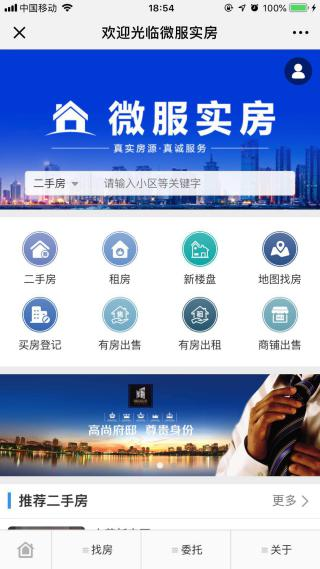 中国移动
18:54
100%
欢迎光临微服实房
微服实房
真实房源·真诚服务
二手房
请输入小区等关键字
二手房
租房
新楼盘
地图找房
买房登记
有房出售
有房出租
商铺出售
高尚府邸 尊贵身份
推荐二手房
更多
找房
委托
关于